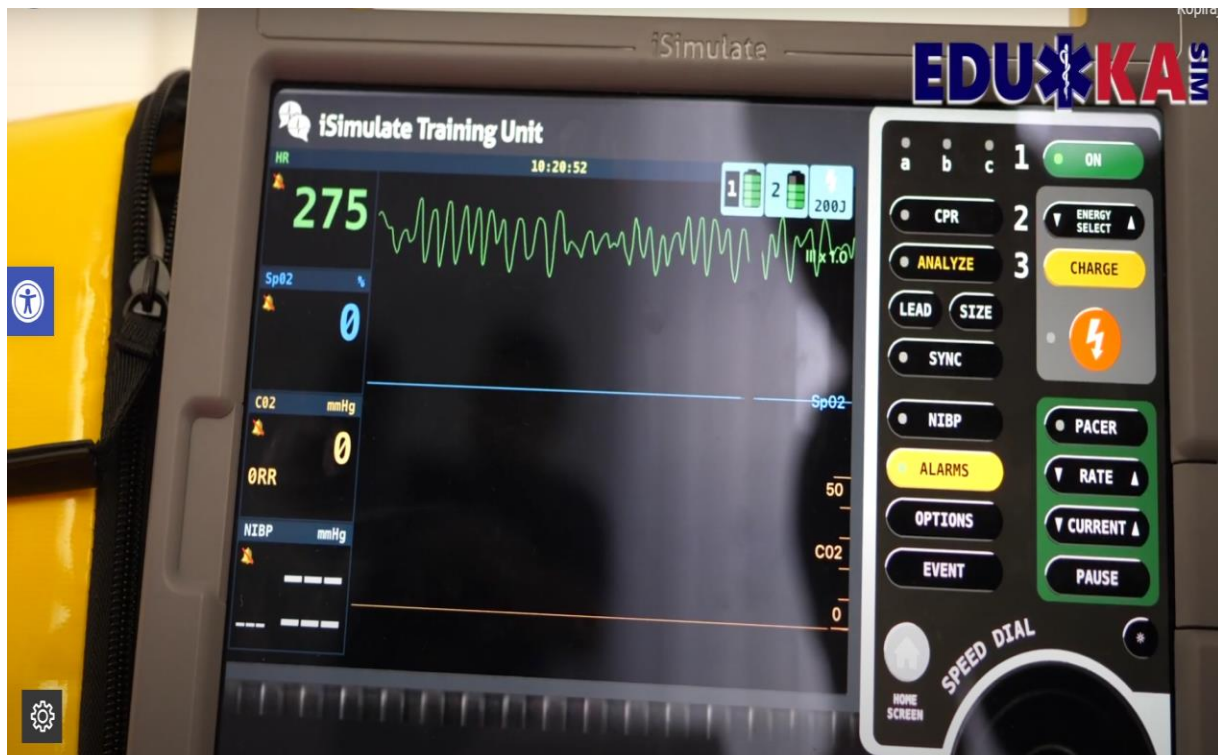 Kopiraj
iSimulate
EDUKA SIM
iSimulate Training Unit
HR
10:20:52
275
1
2
200J
III x 1.0
SpO2 %
0
SpO2
CO2 mmHg
0
0RR
50
CO2
0
NIBP mmHg
---
--- ---
a b c
1 ON
CPR
2 ENERGY
SELECT
ANALYZE
3 CHARGE
LEAD SIZE
SYNC
NIBP
PACER
ALARMS
RATE
OPTIONS
CURRENT
EVENT
PAUSE
SPEED DIAL
HOME
SCREEN